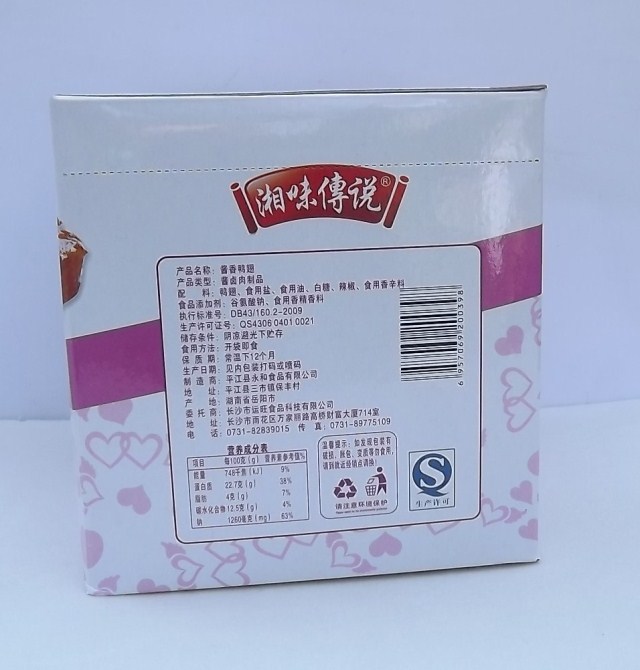 湘味傳说®
产品名称：酱香鸭翅
产品类型：酱卤肉制品
配 料：鸭翅、食用盐、食用油、白糖、辣椒、食用香辛料
食品添加剂：谷氨酸钠、食用香精香料
执行标准号：DB43/160.2-2009
生产许可证号：QS4306 0401 0021
储存条件：阴凉避光下贮存
食用方法：开袋即食
保 质 期：常温下12个月
生产日期：见内包装打码或喷码
制 造 商：平江县永和食品有限公司
地 址：平江县三市镇保丰村
产 地：湖南省岳阳市
委 托 商：长沙市运旺食品科技有限公司
地 址：长沙市雨花区万家丽路高桥财富大厦714室
电 话：0731-82839015 传 真：0731-89775109
695706972003981
营养成分表
项目 每100克(g) 营养素参考值%
能量 748千焦(kJ) 9%
蛋白质 22.7克(g) 38%
脂肪 4克(g) 7%
碳水化合物 12.5克(g) 4%
钠 1260毫克(mg) 63%
温馨提示：如发现包装有
破损、胀包、变质等勿食用，
请到就近经销点调换！
请注意环境保护
S
生产许可